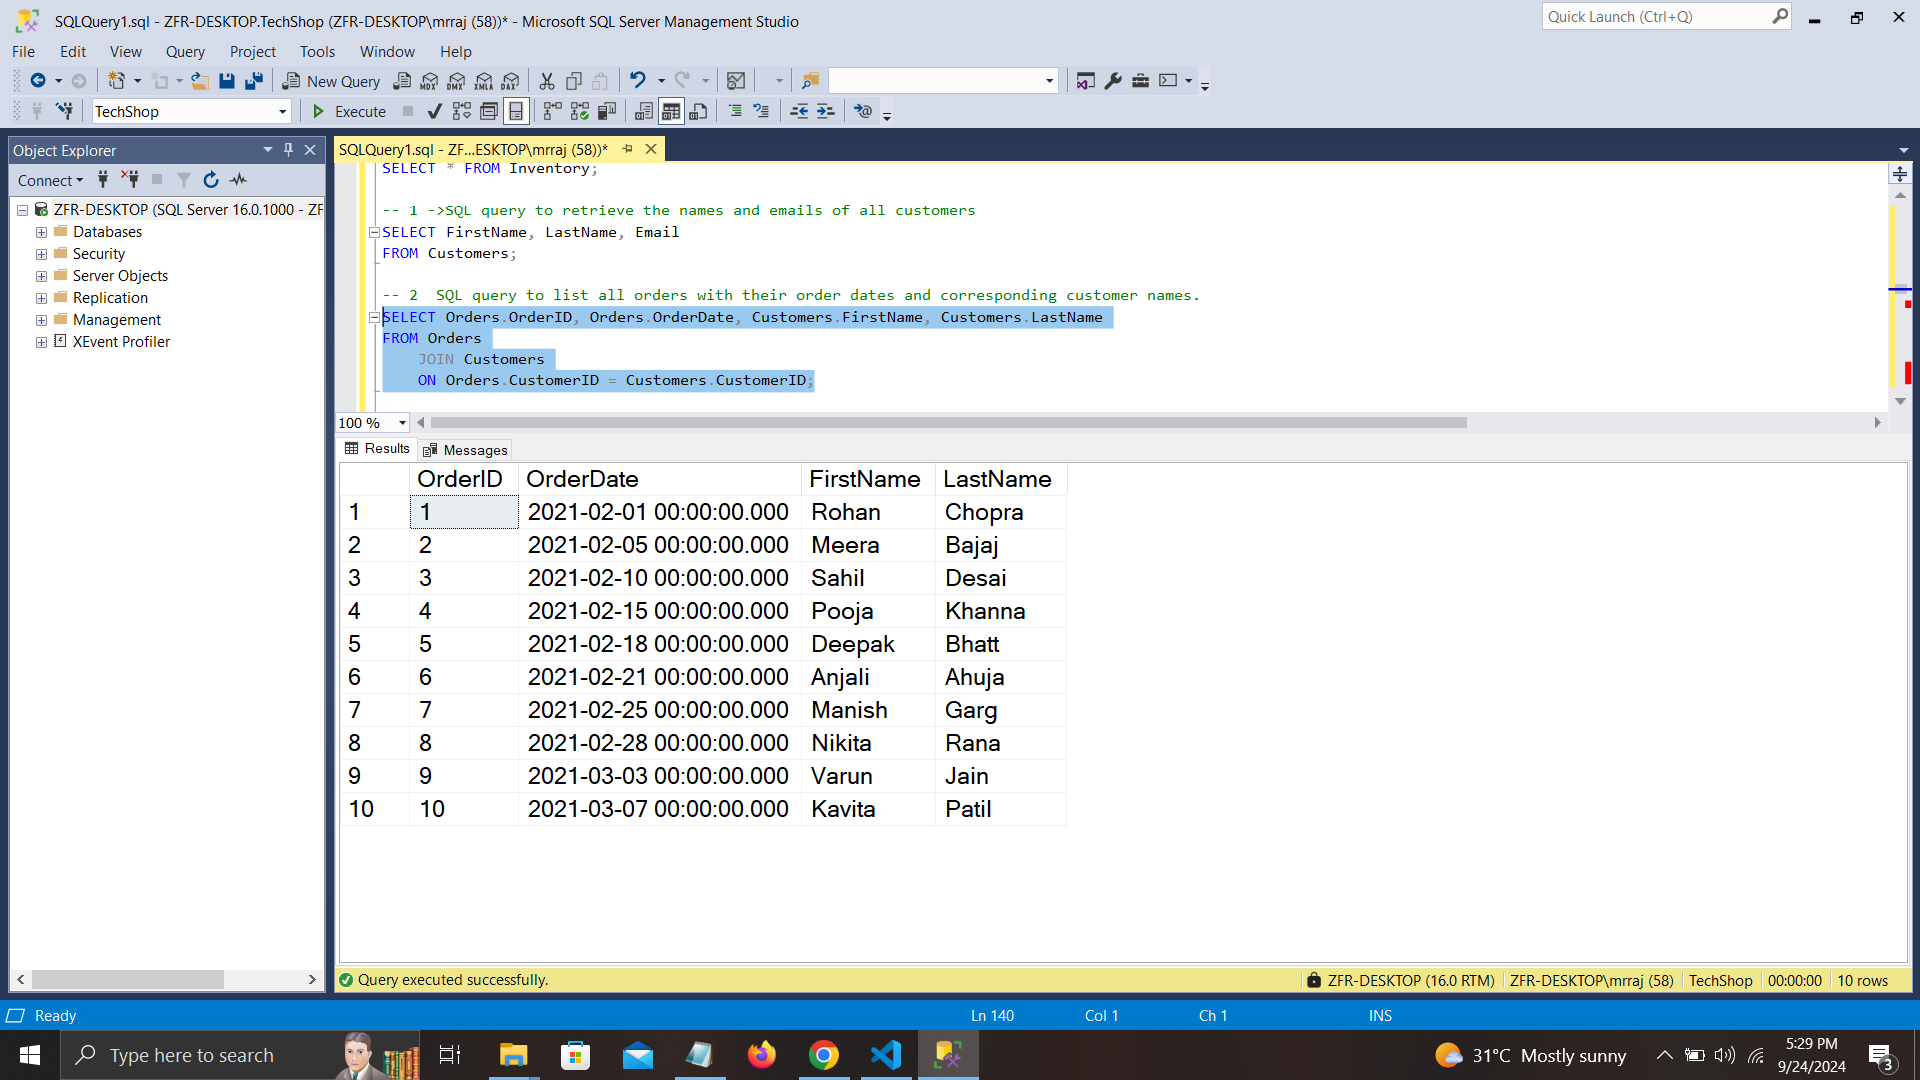 SQLQuery1.sql - ZFR-DESKTOP.TechShop (ZFR-DESKTOP\mrraj (58))* - Microsoft SQL Server Management Studio
Quick Launch (Ctrl+Q)
File Edit View Query Project Tools Window Help
New Query MDX DMX XMLA DAX
TechShop Execute
Object Explorer
SQLQuery1.sql - ZF...ESKTOP\mrraj (58))*
Connect
ZFR-DESKTOP (SQL Server 16.0.1000 - ZF
Databases
Security
Server Objects
Replication
Management
XEvent Profiler
SELECT * FROM Inventory;
-- 1 ->SQL query to retrieve the names and emails of all customers
SELECT FirstName, LastName, Email
FROM Customers;
-- 2  SQL query to list all orders with their order dates and corresponding customer names.
SELECT Orders.OrderID, Orders.OrderDate, Customers.FirstName, Customers.LastName
FROM Orders
JOIN Customers
ON Orders.CustomerID = Customers.CustomerID;
100 %
Results Messages
OrderID OrderDate FirstName LastName
1 1 2021-02-01 00:00:00.000 Rohan Chopra
2 2 2021-02-05 00:00:00.000 Meera Bajaj
3 3 2021-02-10 00:00:00.000 Sahil Desai
4 4 2021-02-15 00:00:00.000 Pooja Khanna
5 5 2021-02-18 00:00:00.000 Deepak Bhatt
6 6 2021-02-21 00:00:00.000 Anjali Ahuja
7 7 2021-02-25 00:00:00.000 Manish Garg
8 8 2021-02-28 00:00:00.000 Nikita Rana
9 9 2021-03-03 00:00:00.000 Varun Jain
10 10 2021-03-07 00:00:00.000 Kavita Patil
Query executed successfully. ZFR-DESKTOP (16.0 RTM) ZFR-DESKTOP\mrraj (58) TechShop 00:00:00 10 rows
Ready Ln 140 Col 1 Ch 1 INS
Type here to search
31°C Mostly sunny
5:29 PM
9/24/2024
3